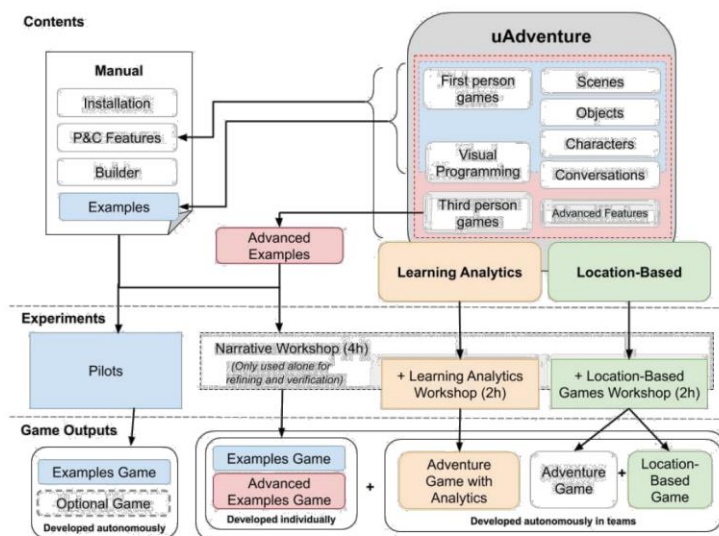 Contents
uAdventure
Manual
Installation
P&C Features
Builder
Examples
First person
games
Visual
Programming
Third person
games
Scenes
Objects
Characters
Conversations
Advanced Features
Advanced
Examples
Learning Analytics
Location-Based
Experiments
Pilots
Narrative Workshop (4h)
(Only used alone for
refining and verification)
+ Learning Analytics
Workshop (2h)
+ Location-Based
Games Workshop (2h)
Game Outputs
Examples Game
Optional Game
Developed autonomously
Examples Game
Advanced
Examples Game
Developed individually
+
Adventure
Game with
Analytics
Adventure
Game
+
Location-
Based
Game
Developed autonomously in teams